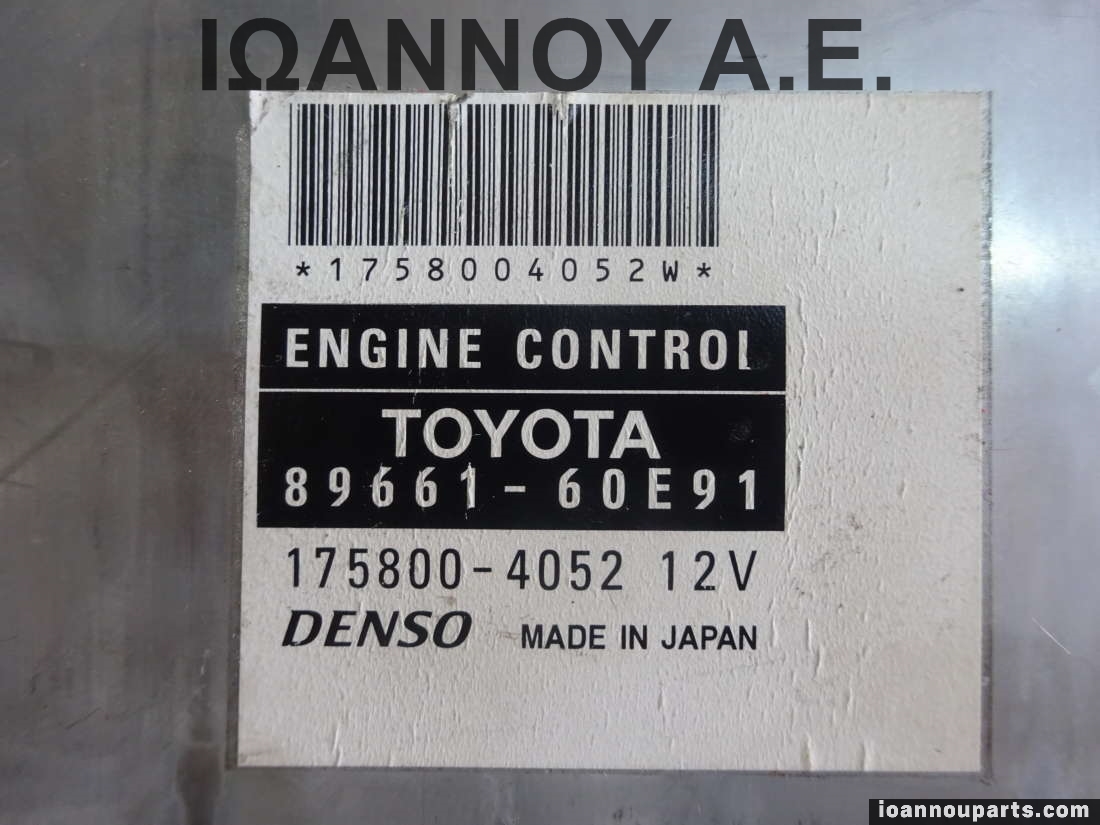 ΙΩΑΝΝΟΥ Α.Ε.
*1758004052W*
ENGINE CONTROL
TOYOTA
89661-60E91
175800-4052 12V
DENSO MADE IN JAPAN
ioannouparts.com